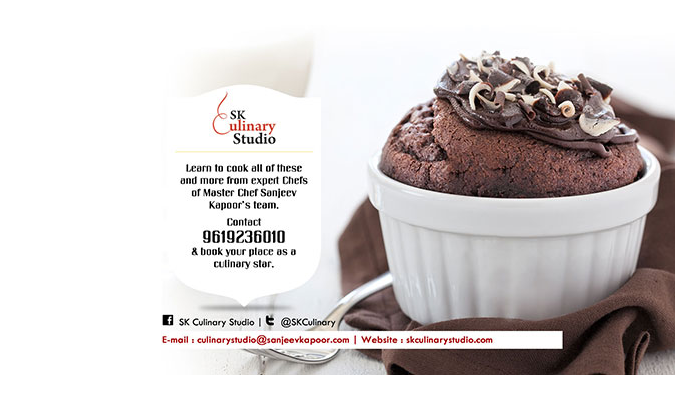 SK
Culinary
Studio
Learn to cook all of these
and more from expert Chefs
of Master Chef Sanjeev
Kapoor's team.
Contact
9619236010
& book your place as a
culinary star.
SK Culinary Studio | @SKCulinary
E-mail : culinarystudio@sanjeevkapoor.com | Website : skculinarystudio.com